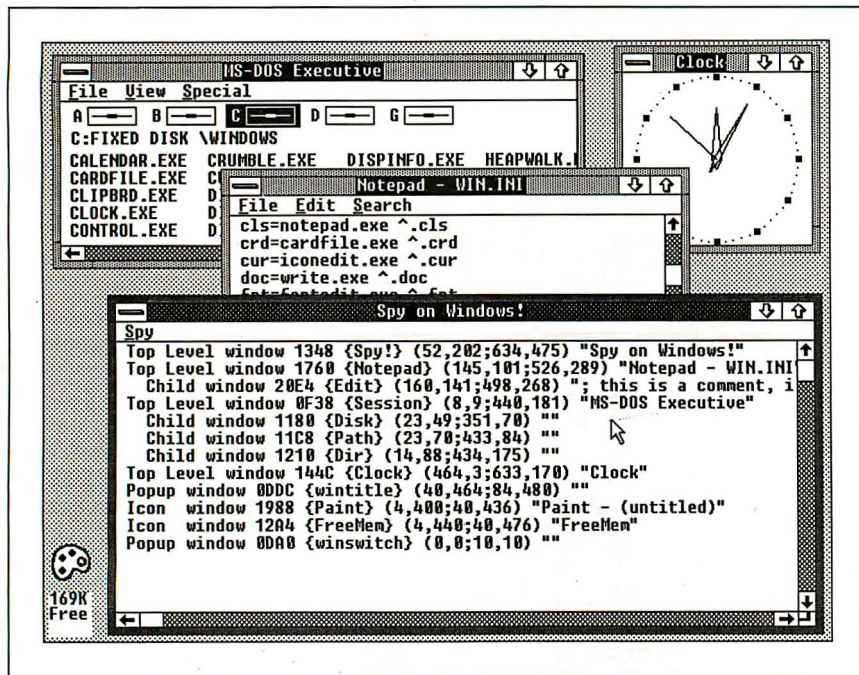 MS-DOS Executive
File View Special
A B C D G
C:FIXED DISK \WINDOWS
CALENDAR.EXE CRUMBLE.EXE DISPINFO.EXE HEAPWALK.
CARDFILE.EXE
CLIPBRD.EXE
CLOCK.EXE
CONTROL.EXE
Clock
Notepad - WIN.INI
File Edit Search
cls=notepad.exe ^.cls
crd=cardfile.exe ^.crd
cur=iconedit.exe ^.cur
doc=write.exe ^.doc
Spy on Windows!
Spy
Top Level window 1348 {Spy!} (52,202;634,475) "Spy on Windows!"
Top Level window 1760 {Notepad} (145,101;526,289) "Notepad - WIN.INI"
Child window 20E4 {Edit} (160,141;498,268) "; this is a comment, i
Top Level window 0F38 {Session} (8,9;440,181) "MS-DOS Executive"
Child window 1180 {Disk} (23,49;351,70) ""
Child window 11C8 {Path} (23,70;433,84) ""
Child window 1210 {Dir} (14,88;434,175) ""
Top Level window 144C {Clock} (464,3;633,170) "Clock"
Popup window 0DDC {wintitle} (40,464;84,480) ""
Icon window 1988 {Paint} (4,400;40,436) "Paint - (untitled)"
Icon window 12A4 {FreeMem} (4,440;40,476) "FreeMem"
Popup window 0DA0 {winswitch} (0,0;10,10) ""
169K
Free